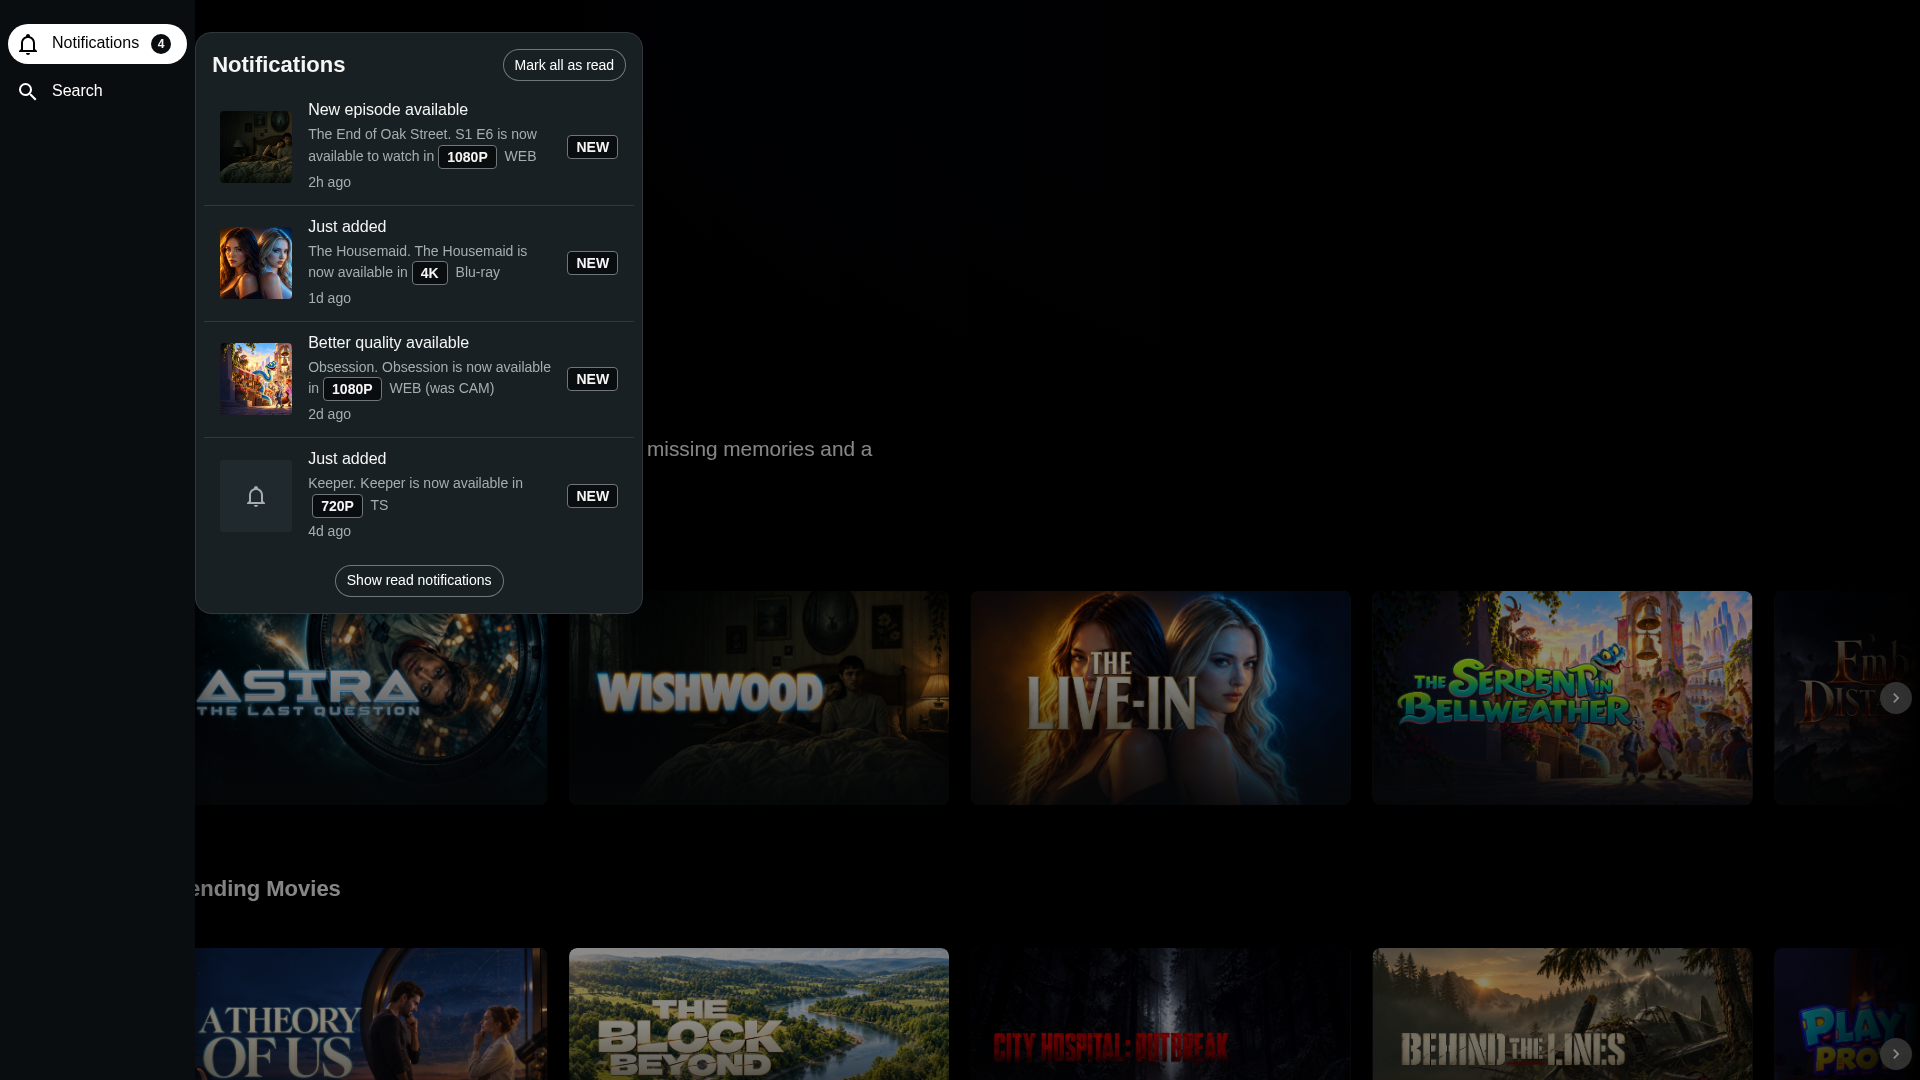 Notifications 4
Search
Notifications
Mark all as read
New episode available
The End of Oak Street. S1 E6 is now
available to watch in 1080P WEB
2h ago
NEW
Just added
The Housemaid. The Housemaid is
now available in 4K Blu-ray
1d ago
NEW
Better quality available
Obsession. Obsession is now available
in 1080P WEB (was CAM)
2d ago
NEW
Just added
Keeper. Keeper is now available in
720P TS
4d ago
NEW
Show read notifications
missing memories and a
ASTRA
THE LAST QUESTION
WISHWOOD
THE
LIVE-IN
THE SERPENT IN
BELLWEATHER
Emb
Dist
ending Movies
A THEORY
OF US
THE
BLOCK
BEYOND
CITY HOSPITAL: OUTBREAK
BEHIND THE LINES
PLAY
PRO